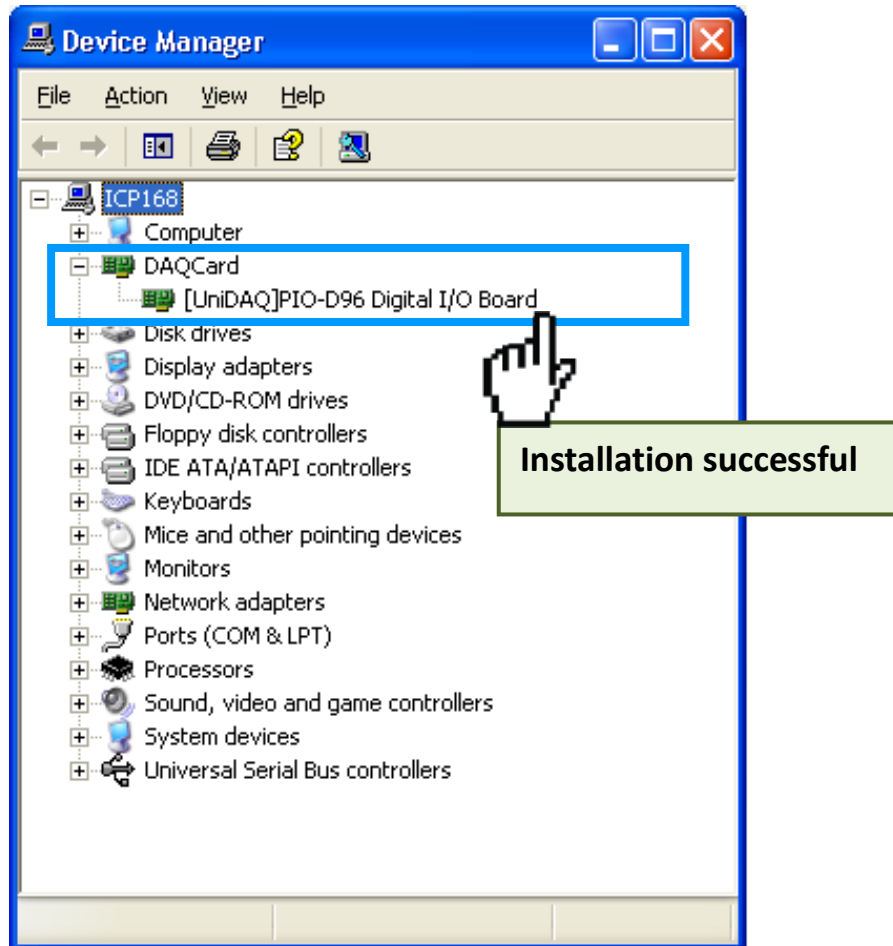 Device Manager
File Action View Help
ICP168
Computer
DAQCard
[UniDAQ]PIO-D96 Digital I/O Board
Disk drives
Display adapters
DVD/CD-ROM drives
Floppy disk controllers
IDE ATA/ATAPI controllers
Installation successful
Keyboards
Mice and other pointing devices
Monitors
Network adapters
Ports (COM & LPT)
Processors
Sound, video and game controllers
System devices
Universal Serial Bus controllers